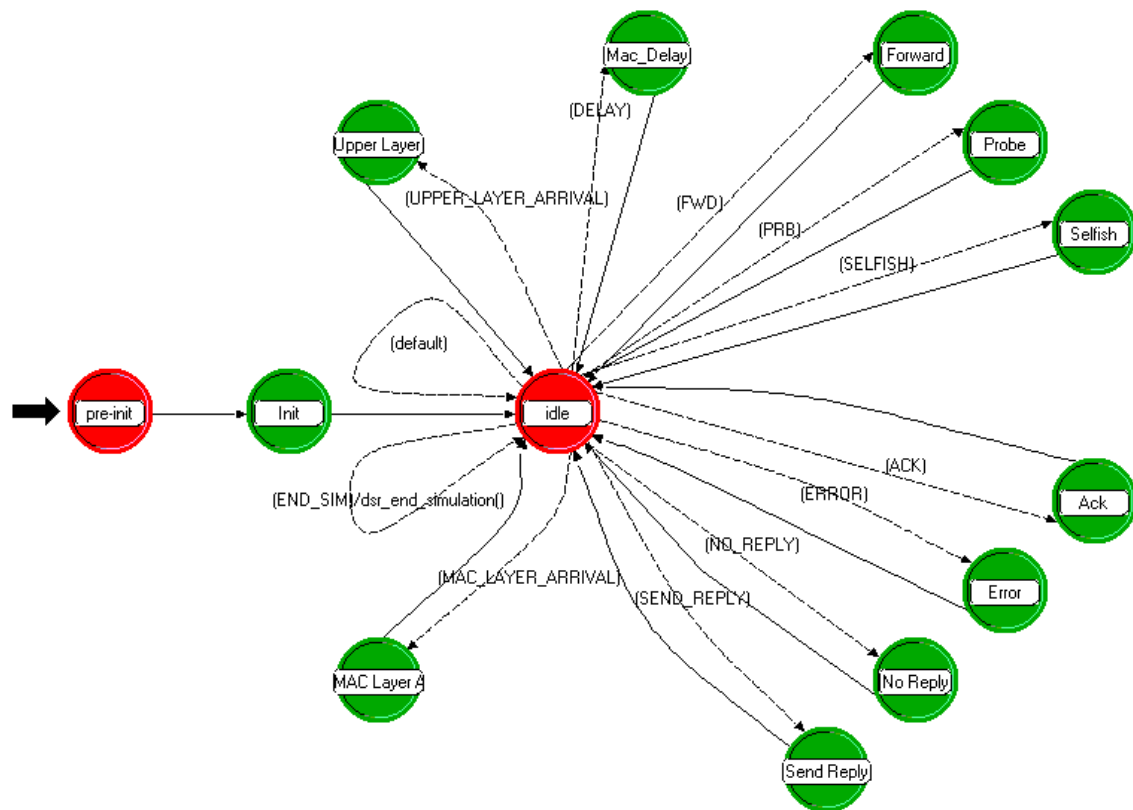 Mac_Delay
Forward
(DELAY)
Upper Layer
Probe
(UPPER_LAYER_ARRIVAL)
(FWD)
(PRB)
Selfish
(SELFISH)
(default)
pre-init
Init
idle
(ACK)
(END_SIM)/dsr_end_simulation()
(ERROR)
Ack
(NO_REPLY)
(MAC_LAYER_ARRIVAL)
(SEND_REPLY)
Error
MAC Layer A
No Reply
Send Reply